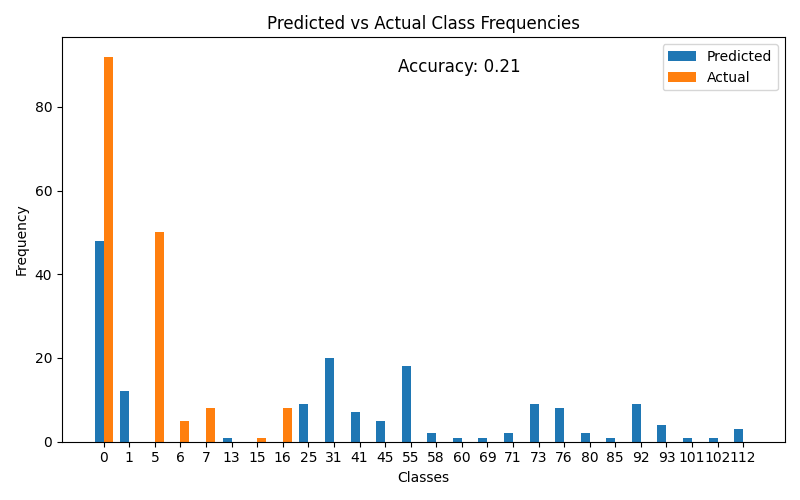 Predicted vs Actual Class Frequencies
Accuracy: 0.21
Predicted
Actual
Frequency
80
60
40
20
0
0 1 5 6 7 13 15 16 25 31 41 45 55 58 60 69 71 73 76 80 85 92 93 101 102 112
Classes